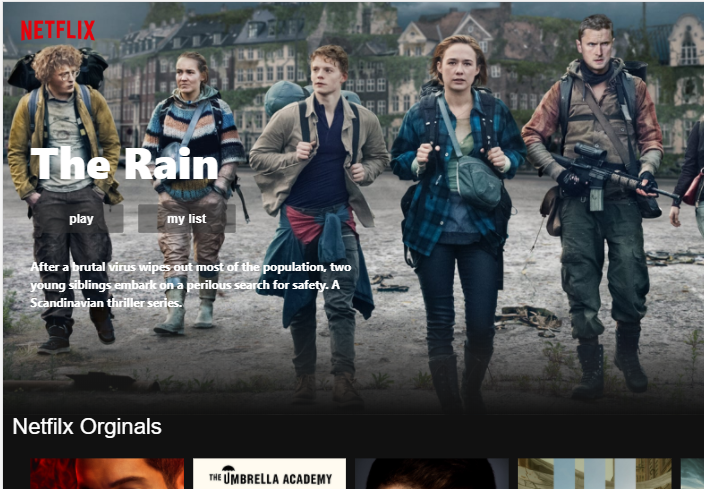 NETFLIX
The Rain
play
my list
After a brutal virus wipes out most of the population, two
young siblings embark on a perilous search for safety. A
Scandinavian thriller series.
Netfilx Orginals
THE UMBRELLA ACADEMY